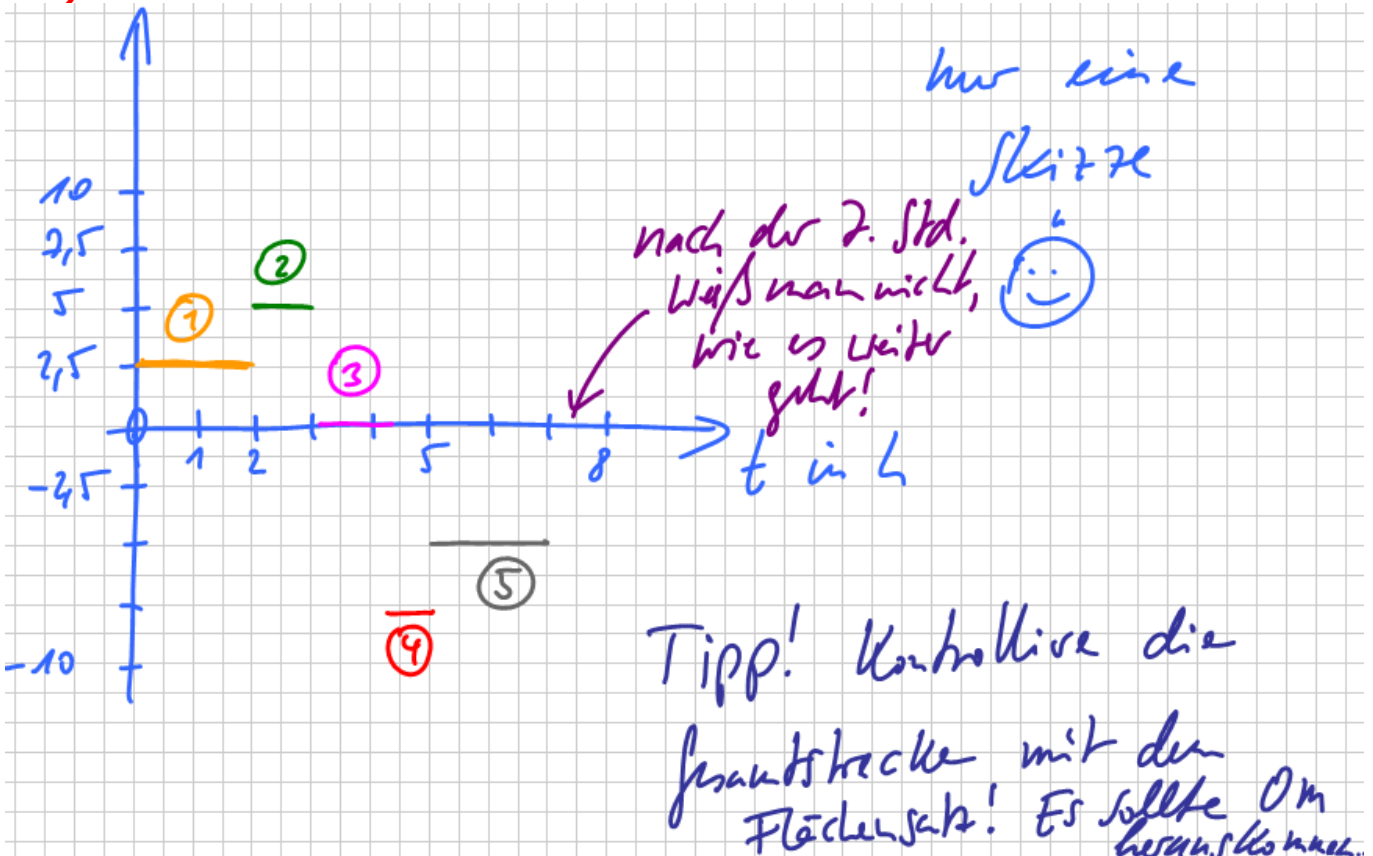 nur eine
Skizze
10
7,5
5
2,5
0
-2,5
-10
1
2
5
8
t in h
①
②
③
④
⑤
nach der 7. Std.
weiß man nicht,
wie es weiter
geht!
Tipp! Kontrolliere die
Gesamtstrecke mit dem
Flächensatz! Es sollte 0m
herauskommen.